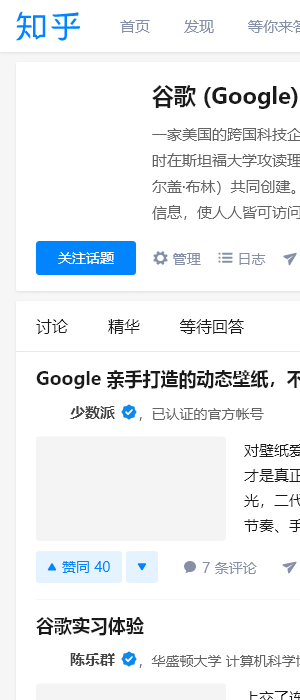 知乎 首页 发现 等你来答
谷歌 (Google)
一家美国的跨国科技企
时在斯坦福大学攻读理
尔盖·布林）共同创建。
信息，使人人皆可访问
关注话题 管理 日志
讨论 精华 等待回答
Google 亲手打造的动态壁纸，不
少数派 ，已认证的官方帐号
对壁纸爱
才是真正
光，二代
节奏、手
赞同 40 7 条评论
谷歌实习体验
陈乐群 ，华盛顿大学 计算机科学博
上交了连